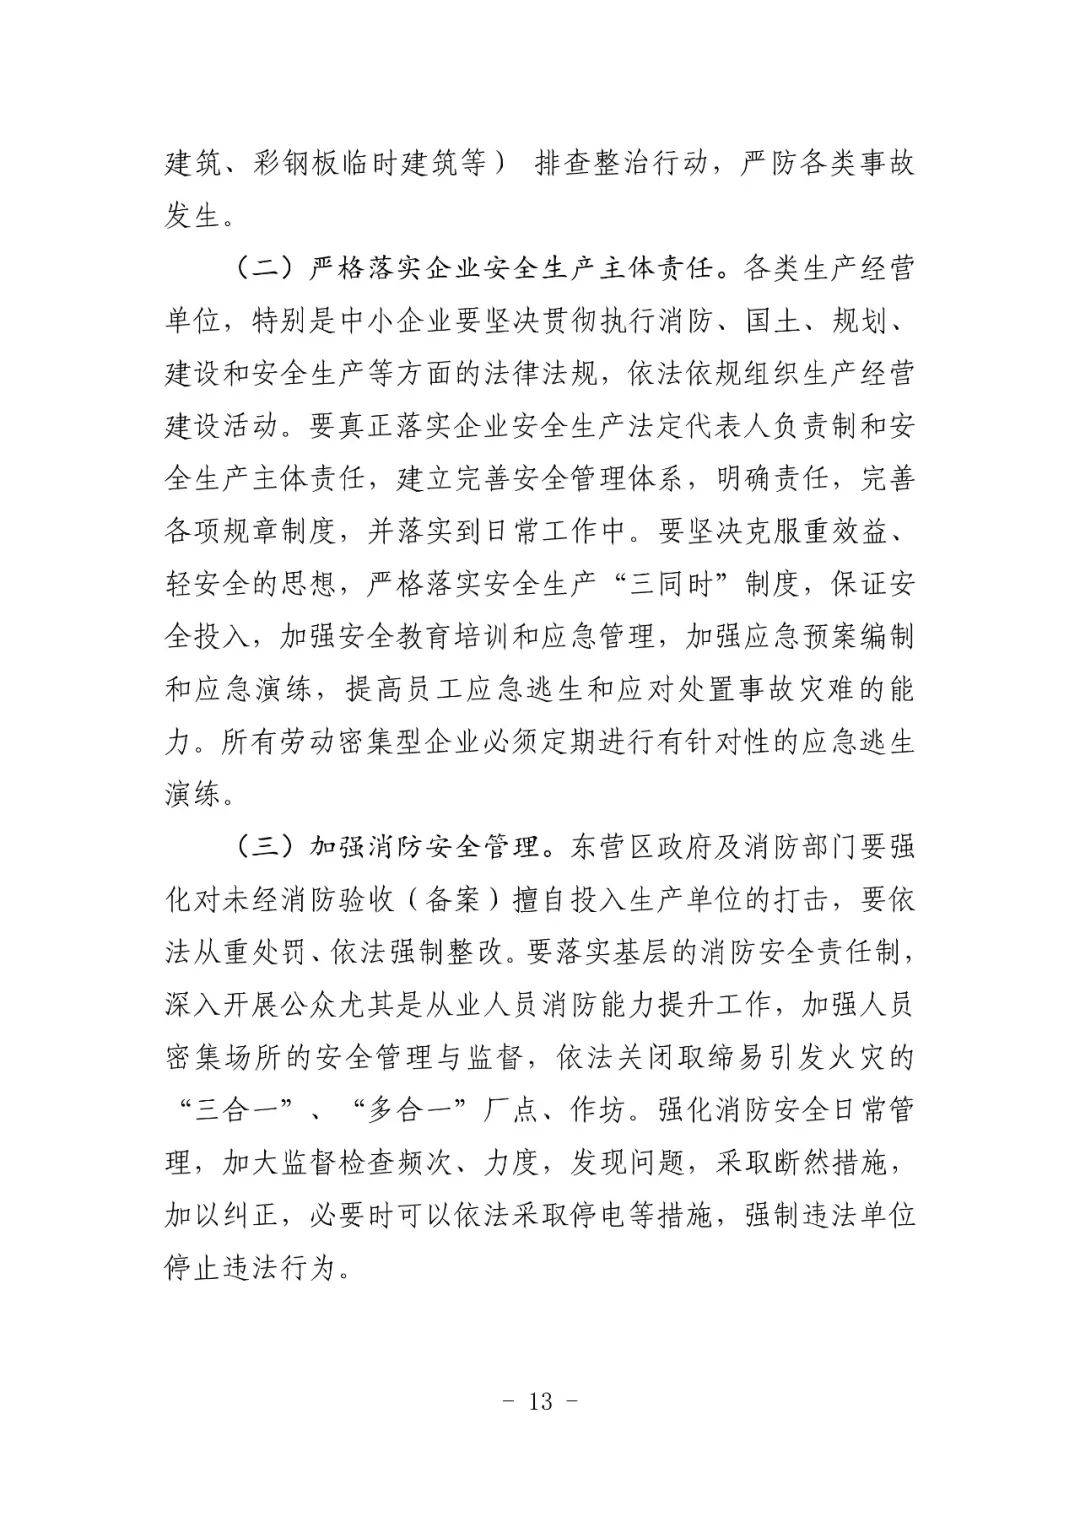 建筑、彩钢板临时建筑等） 排查整治行动，严防各类事故
发生。
（二）严格落实企业安全生产主体责任。各类生产经营
单位，特别是中小企业要坚决贯彻执行消防、国土、规划、
建设和安全生产等方面的法律法规，依法依规组织生产经营
建设活动。要真正落实企业安全生产法定代表人负责制和安
全生产主体责任，建立完善安全管理体系，明确责任，完善
各项规章制度，并落实到日常工作中。要坚决克服重效益、
轻安全的思想，严格落实安全生产“三同时”制度，保证安
全投入，加强安全教育培训和应急管理，加强应急预案编制
和应急演练，提高员工应急逃生和应对处置事故灾难的能
力。所有劳动密集型企业必须定期进行有针对性的应急逃生
演练。
（三）加强消防安全管理。东营区政府及消防部门要强
化对未经消防验收（备案）擅自投入生产单位的打击，要依
法从重处罚、依法强制整改。要落实基层的消防安全责任制，
深入开展公众尤其是从业人员消防能力提升工作，加强人员
密集场所的安全管理与监督，依法关闭取缔易引发火灾的
“三合一”、“多合一”厂点、作坊。强化消防安全日常管
理，加大监督检查频次、力度，发现问题，采取断然措施，
加以纠正，必要时可以依法采取停电等措施，强制违法单位
停止违法行为。
- 13 -